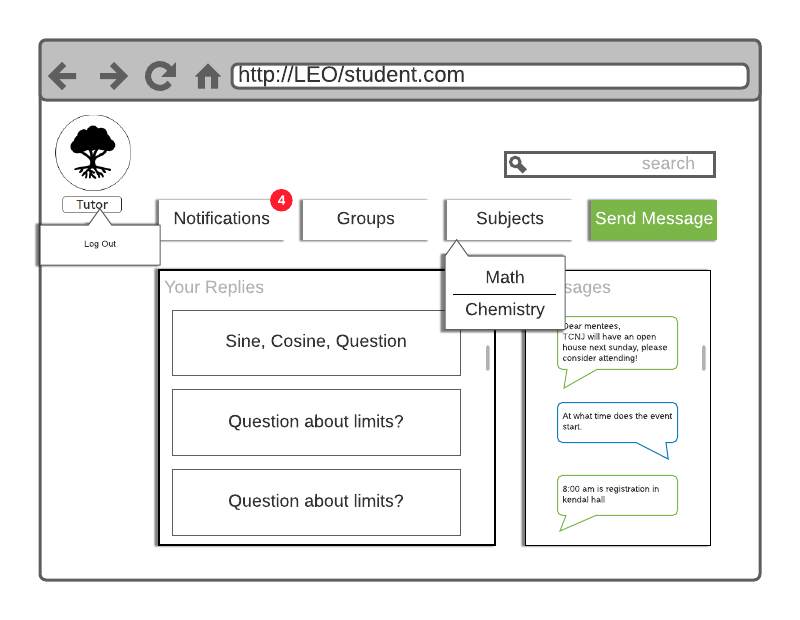 http://LEO/student.com
search
Tutor
Log Out
Notifications
4
Groups
Subjects
Send Message
Math
Chemistry
Your Replies
Sine, Cosine, Question
Question about limits?
Question about limits?
sages
Dear mentees,
TCNJ will have an open
house next sunday, please
consider attending!
At what time does the event
start.
8:00 am is registration in
kendal hall